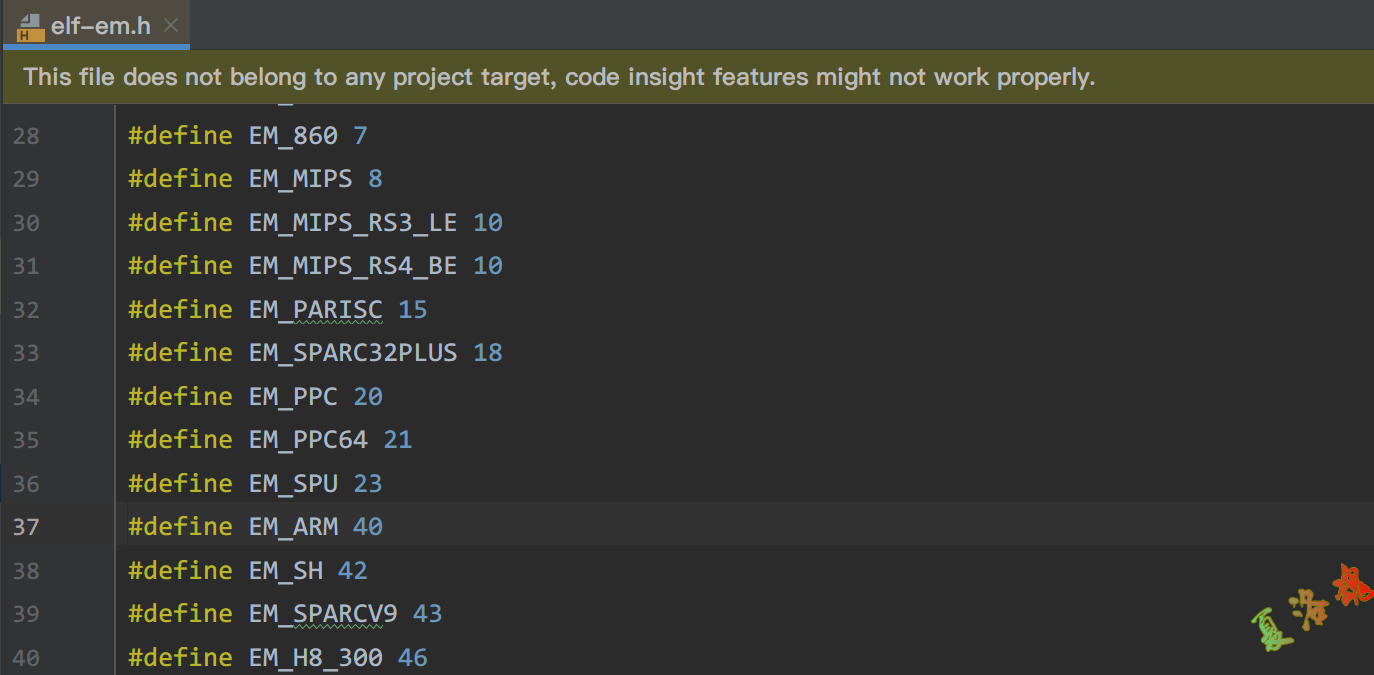 elf-em.h
This file does not belong to any project target, code insight features might not work properly.
28 #define EM_860 7
29 #define EM_MIPS 8
30 #define EM_MIPS_RS3_LE 10
31 #define EM_MIPS_RS4_BE 10
32 #define EM_PARISC 15
33 #define EM_SPARC32PLUS 18
34 #define EM_PPC 20
35 #define EM_PPC64 21
36 #define EM_SPU 23
37 #define EM_ARM 40
38 #define EM_SH 42
39 #define EM_SPARCV9 43
40 #define EM_H8_300 46